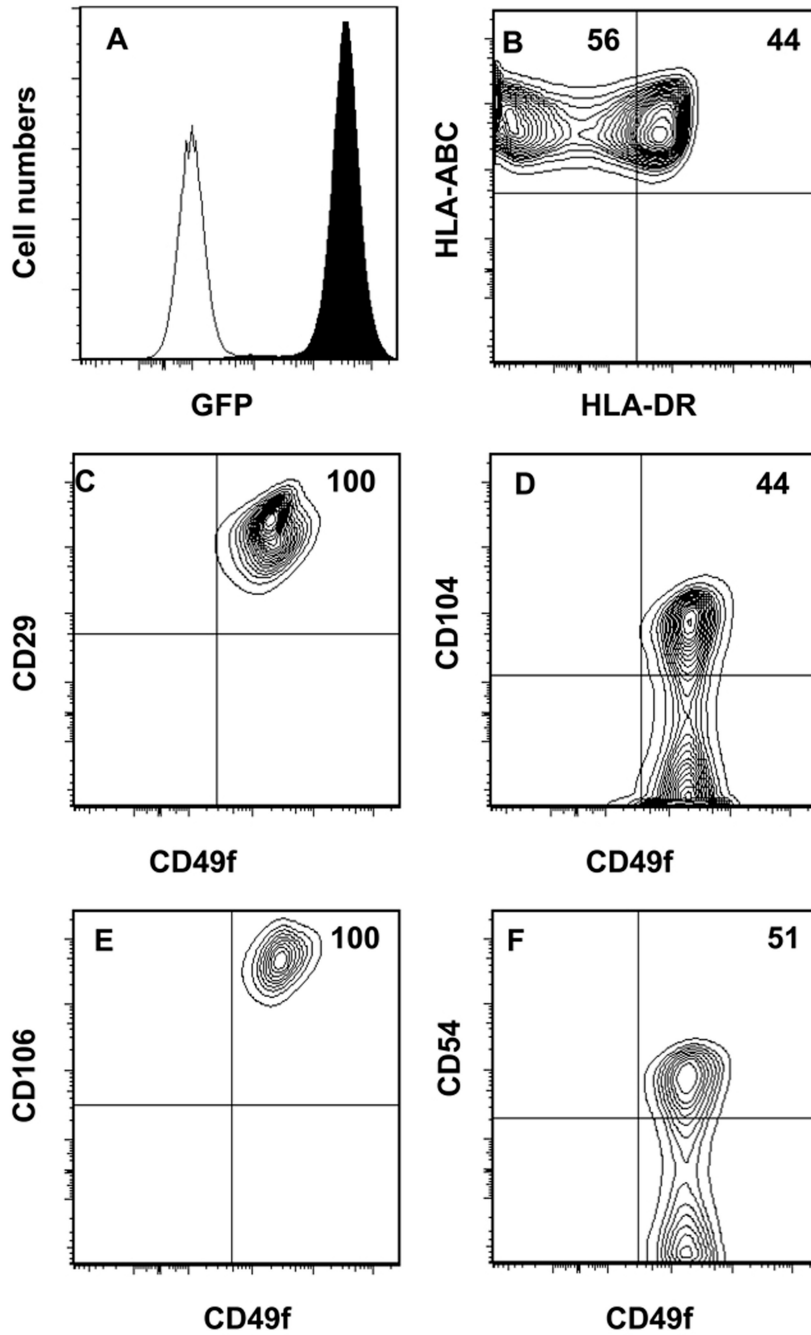 A
Cell numbers
GFP
B
56
44
HLA-ABC
HLA-DR
C
100
CD29
CD49f
D
44
CD104
CD49f
E
100
CD106
CD49f
F
51
CD54
CD49f